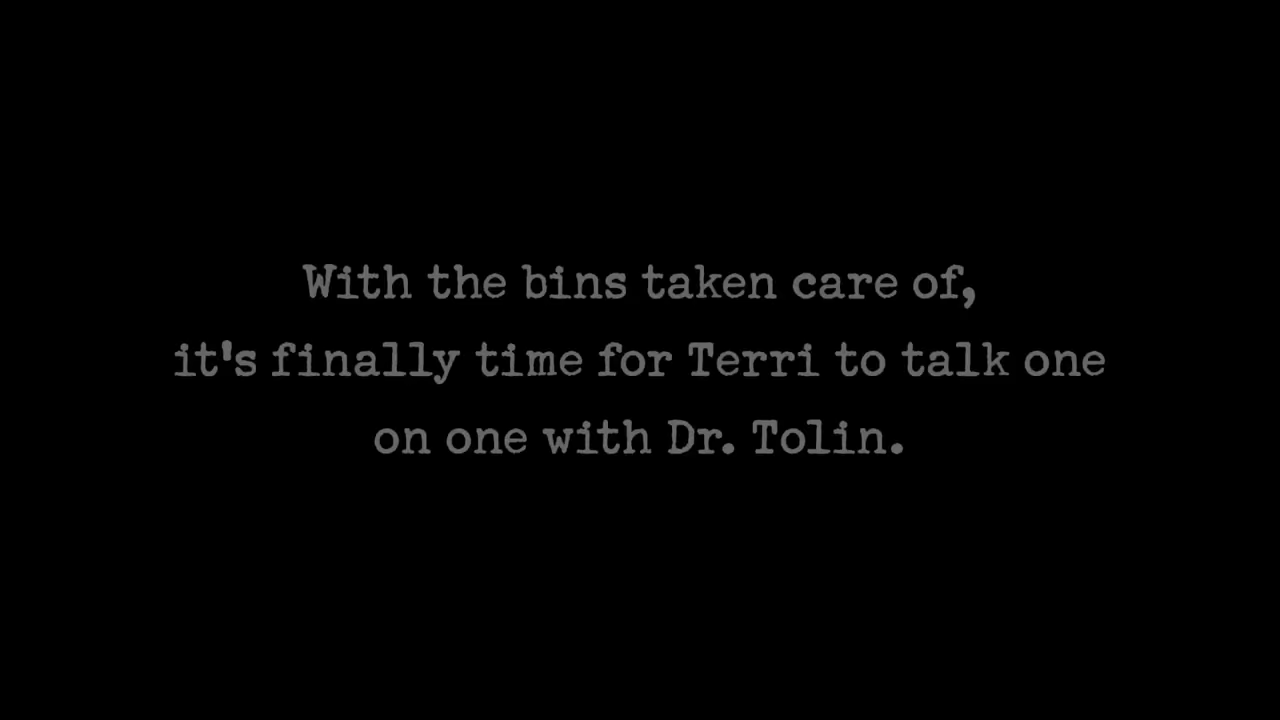 With the bins taken care of,
it's finally time for Terri to talk one
on one with Dr. Tolin.